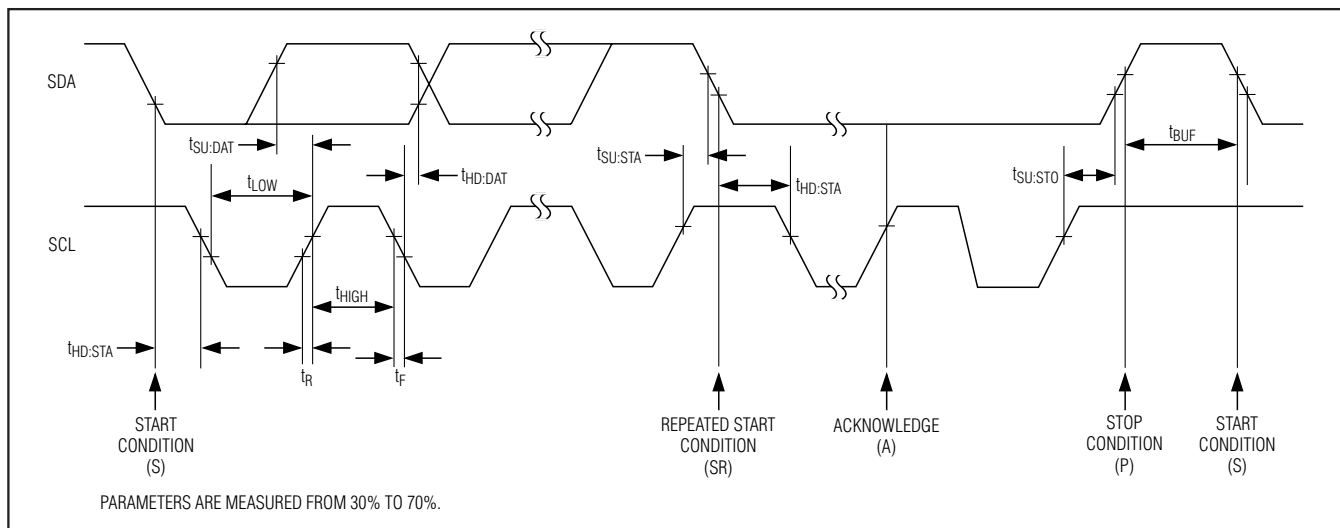 SDA
tSU:DAT
tLOW
tHD:DAT
tSU:STA
tHD:STA
tBUF
tSU:STO
SCL
tHIGH
tHD:STA
tR
tF
START
CONDITION
(S)
REPEATED START
CONDITION
(SR)
ACKNOWLEDGE
(A)
STOP
CONDITION
(P)
START
CONDITION
(S)
PARAMETERS ARE MEASURED FROM 30% TO 70%.